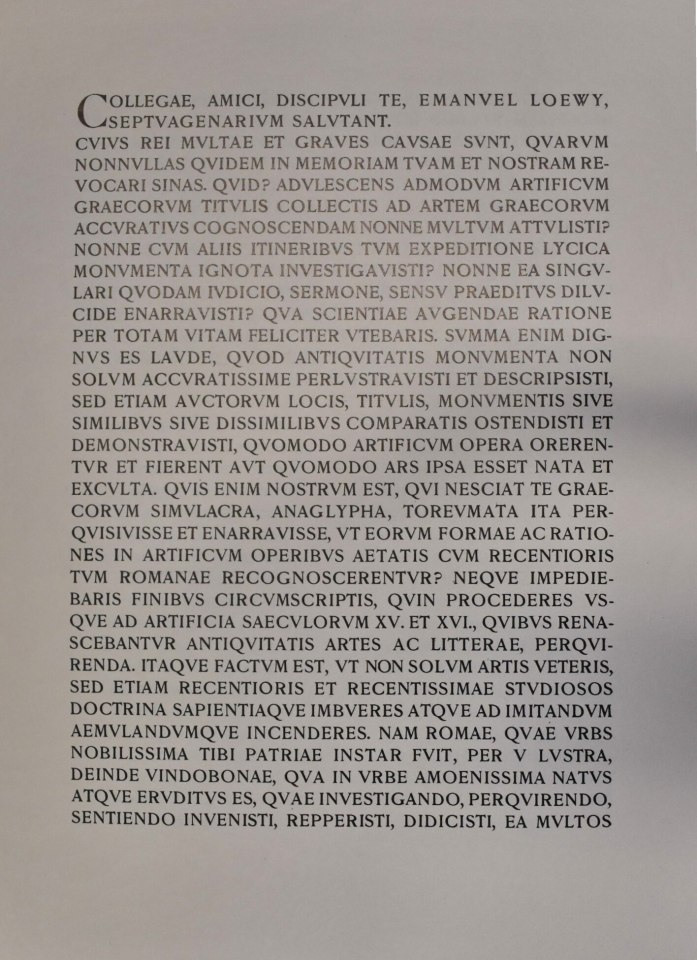 COLLEGAE, AMICI, DISCIPVLI TE, EMANVEL LOEWY,
SEPTVAGENARIVM SALVTANT.
CVIVS REI MVLTAE ET GRAVES CAVSAE SVNT, QVARVM
NONNVLLAS QVIDEM IN MEMORIAM TVAM ET NOSTRAM RE-
VOCARI SINAS. QVID? ADVLESCENS ADMODVM ARTIFICVM
GRAECORVM TITVLIS COLLECTIS AD ARTEM GRAECORVM
ACCVRATIVS COGNOSCENDAM NONNE MVLTVM ATTVLISTI?
NONNE CVM ALIIS ITINERIBVS TVM EXPEDITIONE LYCICA
MONVMENTA IGNOTA INVESTIGAVISTI? NONNE EA SINGV-
LARI QVODAM IVDICIO, SERMONE, SENSV PRAEDITVS DILV-
CIDE ENARRAVISTI? QVA SCIENTIAE AVGENDAE RATIONE
PER TOTAM VITAM FELICITER VTEBARIS. SVMMA ENIM DIG-
NVS ES LAVDE, QVOD ANTIQVITATIS MONVMENTA NON
SOLVM ACCVRATISSIME PERLVSTRAVISTI ET DESCRIPSISTI,
SED ETIAM AVCTORVM LOCIS, TITVLIS, MONVMENTIS SIVE
SIMILIBVS SIVE DISSIMILIBVS COMPARATIS OSTENDISTI ET
DEMONSTRAVISTI, QVOMODO ARTIFICVM OPERA OREREN-
TVR ET FIERENT AVT QVOMODO ARS IPSA ESSET NATA ET
EXCVLTA. QVIS ENIM NOSTRVM EST, QVI NESCIAT TE GRAE-
CORVM SIMVLACRA, ANAGLYPHA, TOREVMATA ITA PER-
QVISIVISSE ET ENARRAVISSE, VT EORVM FORMAE AC RATIO-
NES IN ARTIFICVM OPERIBVS AETATIS CVM RECENTIORIS
TVM ROMANAE RECOGNOSCERENTVR? NEQVE IMPEDIE-
BARIS FINIBVS CIRCVMSCRIPTIS, QVIN PROCEDERES VS-
QVE AD ARTIFICIA SAECVLORVM XV. ET XVI., QVIBVS RENA-
SCEBANTVR ANTIQVITATIS ARTES AC LITTERAE, PERQVI-
RENDA. ITAQVE FACTVM EST, VT NON SOLVM ARTIS VETERIS,
SED ETIAM RECENTIORIS ET RECENTISSIMAE STVDIOSOS
DOCTRINA SAPIENTIAQVE IMBVERES ATQVE AD IMITANDVM
AEMVLANDVMQVE INCENDERES. NAM ROMAE, QVAE VRBS
NOBILISSIMA TIBI PATRIAE INSTAR FVIT, PER V LVSTRA,
DEINDE VINDOBONAE, QVA IN VRBE AMOENISSIMA NATVS
ATQVE ERVDITVS ES, QVAE INVESTIGANDO, PERQVIRENDO,
SENTIENDO INVENISTI, REPPERISTI, DIDICISTI, EA MVLTOS